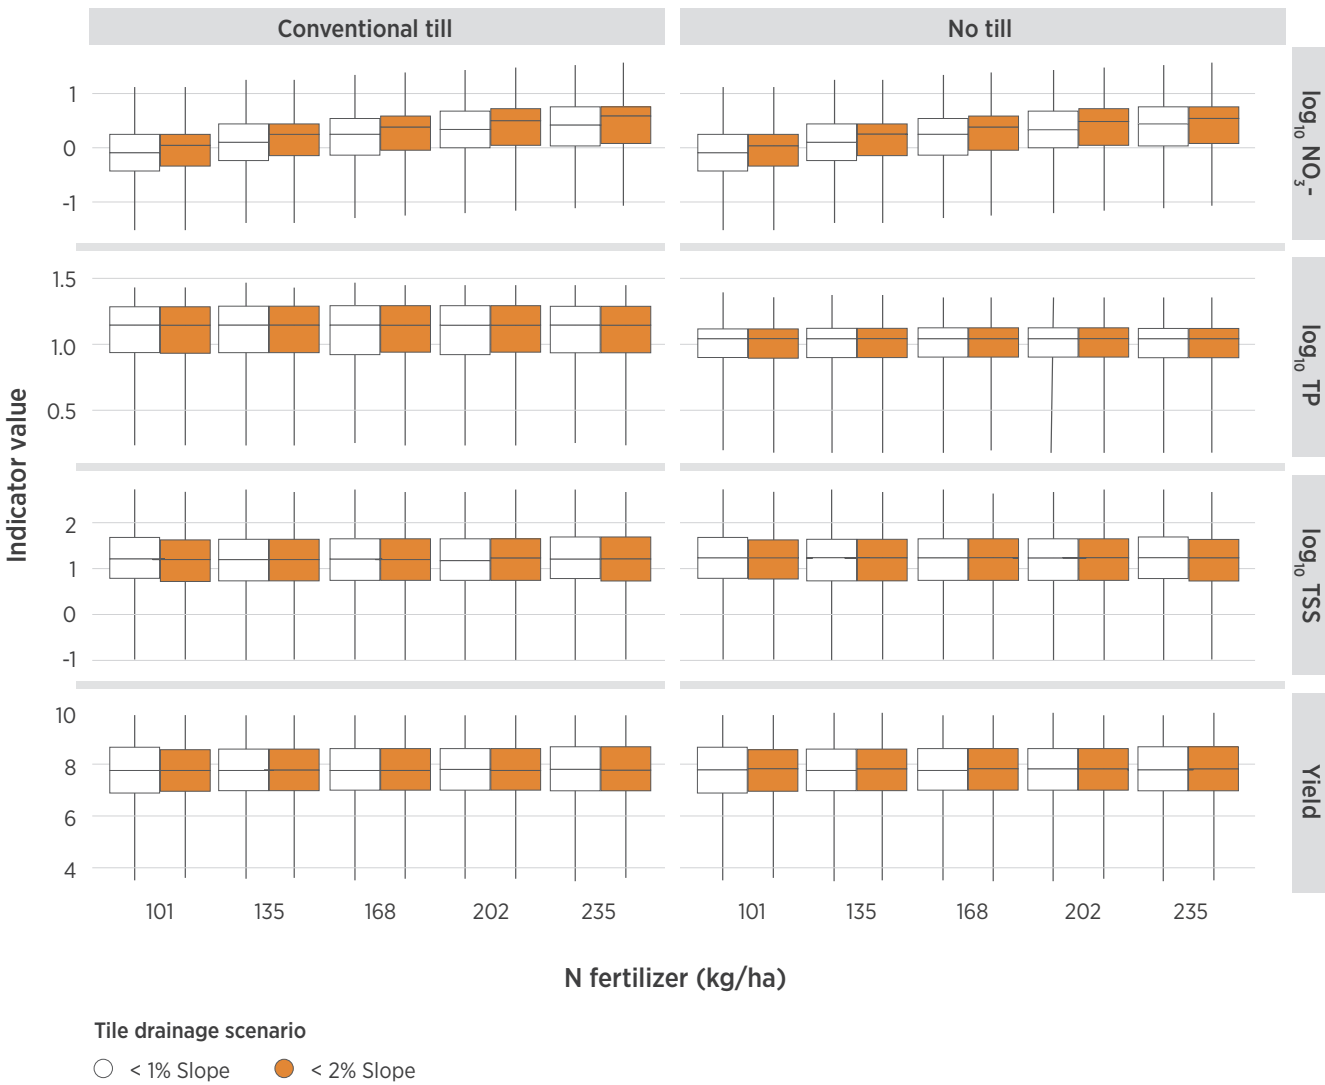 Conventional till
No till
1
0
-1
log10 NO3-
1.5
1.0
0.5
log10 TP
2
1
0
-1
log10 TSS
10
8
6
4
Yield
Indicator value
101 135 168 202 235
101 135 168 202 235
N fertilizer (kg/ha)
Tile drainage scenario
< 1% Slope
< 2% Slope